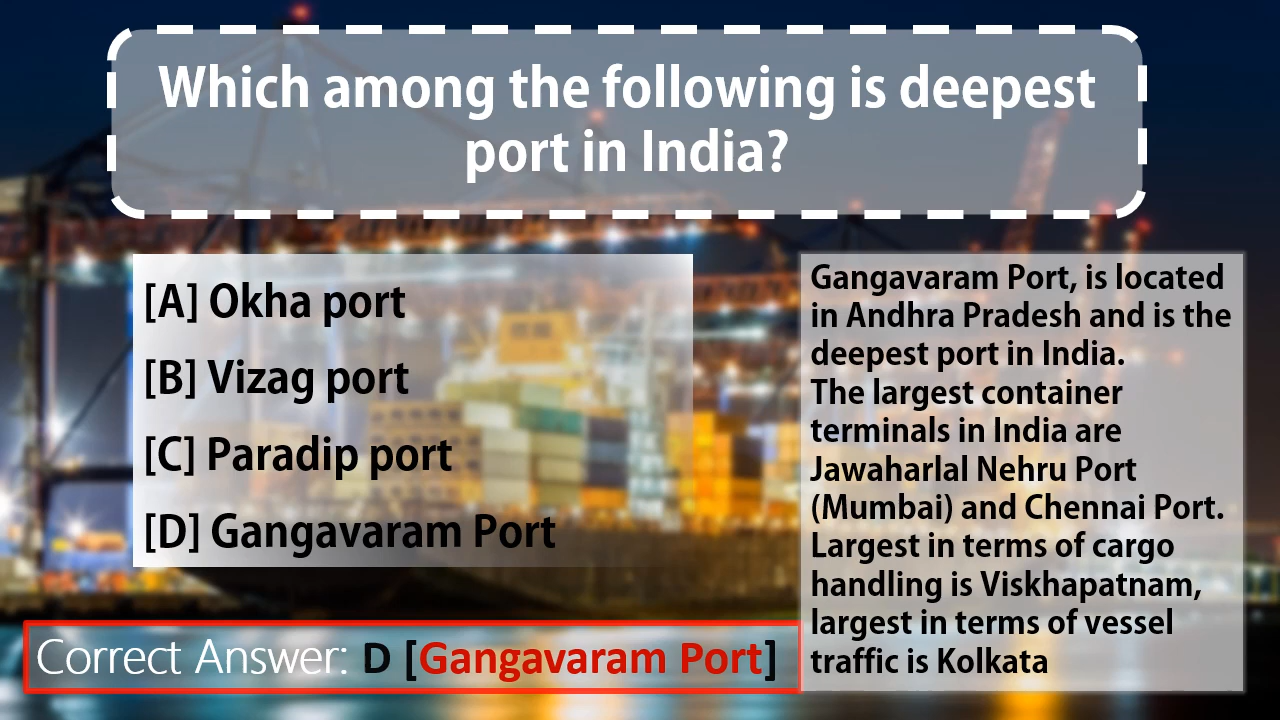 Which among the following is deepest
port in India?
[A] Okha port
[B] Vizag port
[C] Paradip port
[D] Gangavaram Port
Gangavaram Port, is located
in Andhra Pradesh and is the
deepest port in India.
The largest container
terminals in India are
Jawaharlal Nehru Port
(Mumbai) and Chennai Port.
Largest in terms of cargo
handling is Viskhapatnam,
largest in terms of vessel
traffic is Kolkata
Correct Answer: D [Gangavaram Port]